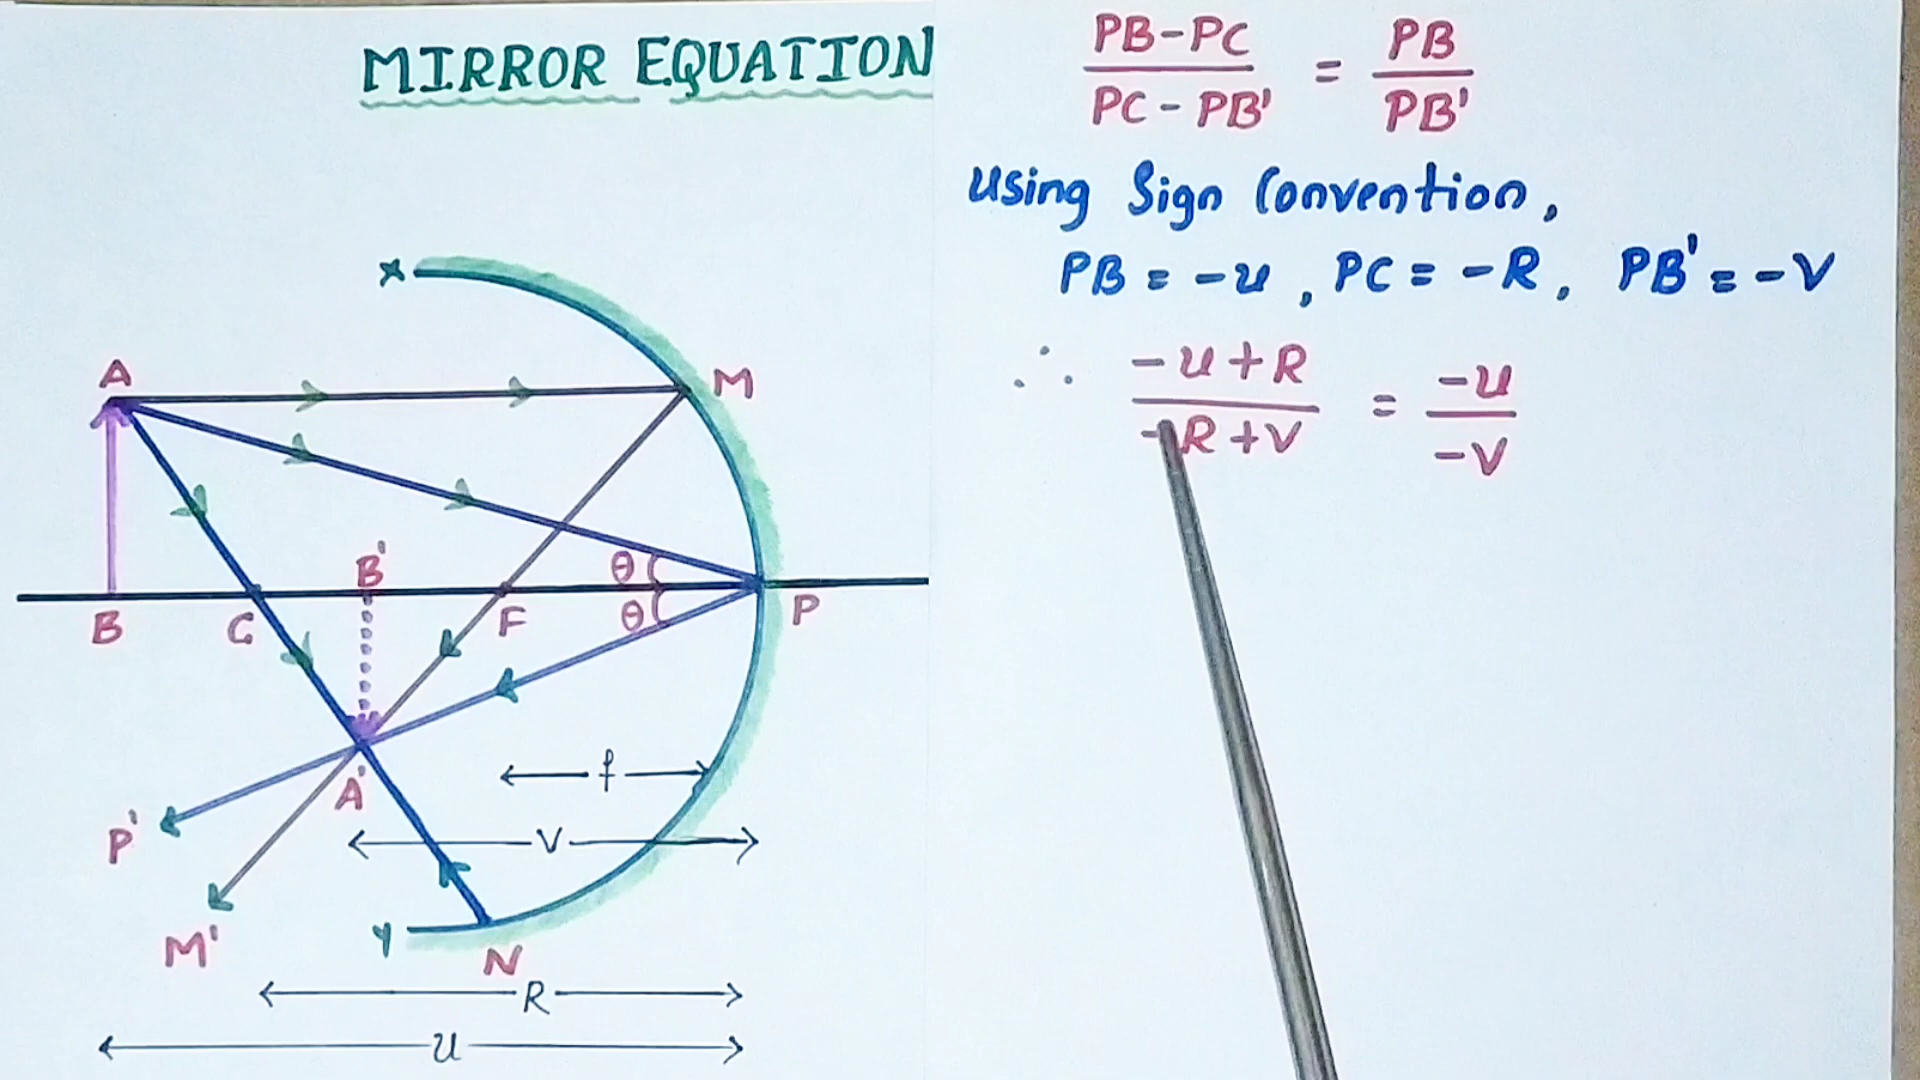 MIRROR EQUATION
X
A
M
B'
θ
θ
B
C
F
P
f
A'
P'
V
M'
Y
N
R
u
PB-PC / PC-PB' = PB / PB'
Using Sign Convention,
PB = -u, PC = -R, PB' = -V
∴ -u+R / -R+V = -u / -V